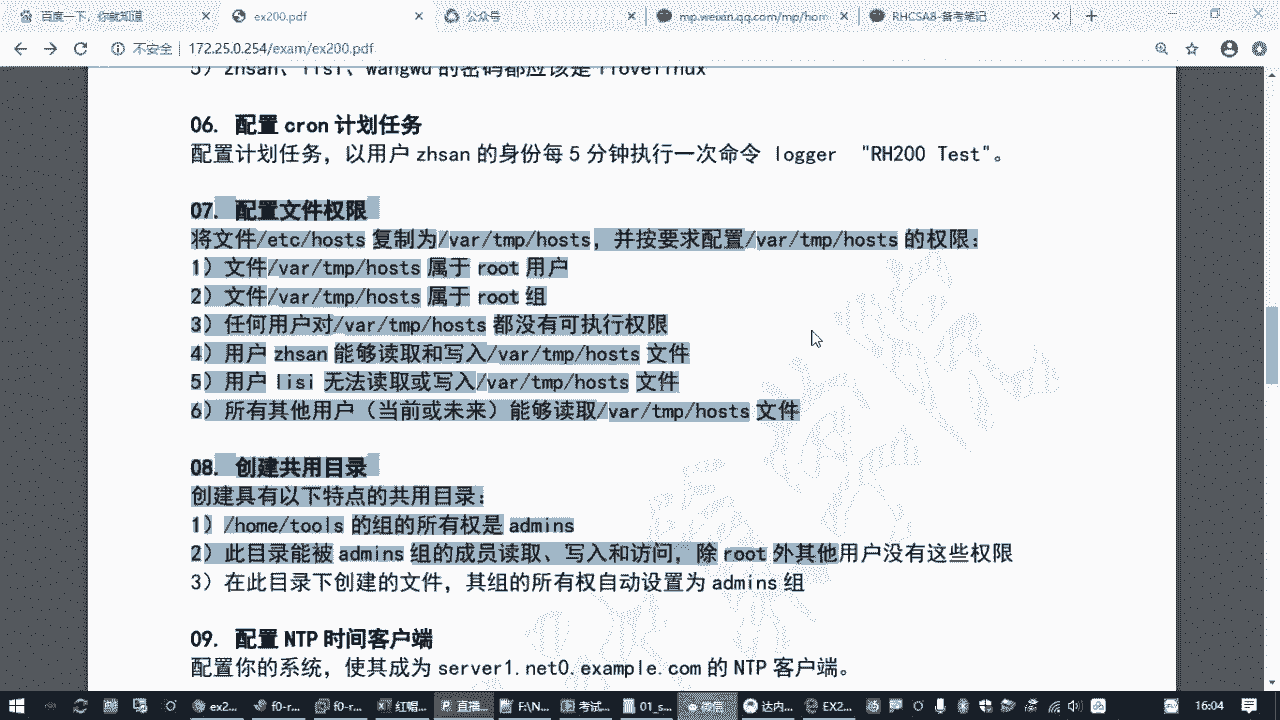 百度一下，你就知道
ex200.pdf
公众号
mp.weixin.qq.com/mp/hom
RHCSA8-备考笔记
不安全 | 172.25.0.254/exam/ex200.pdf
5）zhsan、lisi、wangwu 的密码都应该是 ilovelinux
06. 配置 cron 计划任务
配置计划任务，以用户 zhsan 的身份每 5 分钟执行一次命令 logger "RH200 Test"。
07. 配置文件权限
将文件/etc/hosts 复制为/var/tmp/hosts，并按要求配置/var/tmp/hosts 的权限：
1）文件/var/tmp/hosts 属于 root 用户
2）文件/var/tmp/hosts 属于 root 组
3）任何用户对/var/tmp/hosts 都没有可执行权限
4）用户 zhsan 能够读取和写入/var/tmp/hosts 文件
5）用户 lisi 无法读取或写入/var/tmp/hosts 文件
6）所有其他用户（当前或未来）能够读取/var/tmp/hosts 文件
08. 创建共用目录
创建具有以下特点的共用目录：
1）/home/tools 的组的所有权是 admins
2）此目录能被 admins 组的成员读取、写入和访问，除 root 外其他用户没有这些权限
3）在此目录下创建的文件，其组的所有权自动设置为 admins 组
09. 配置 NTP 时间客户端
配置你的系统，使其成为 server1.net0.example.com 的 NTP 客户端。
ex2...
f0-r...
f0-r...
红帽...
直播...
F:\N...
考试...
01_s...
达内...
EX2...
16:04